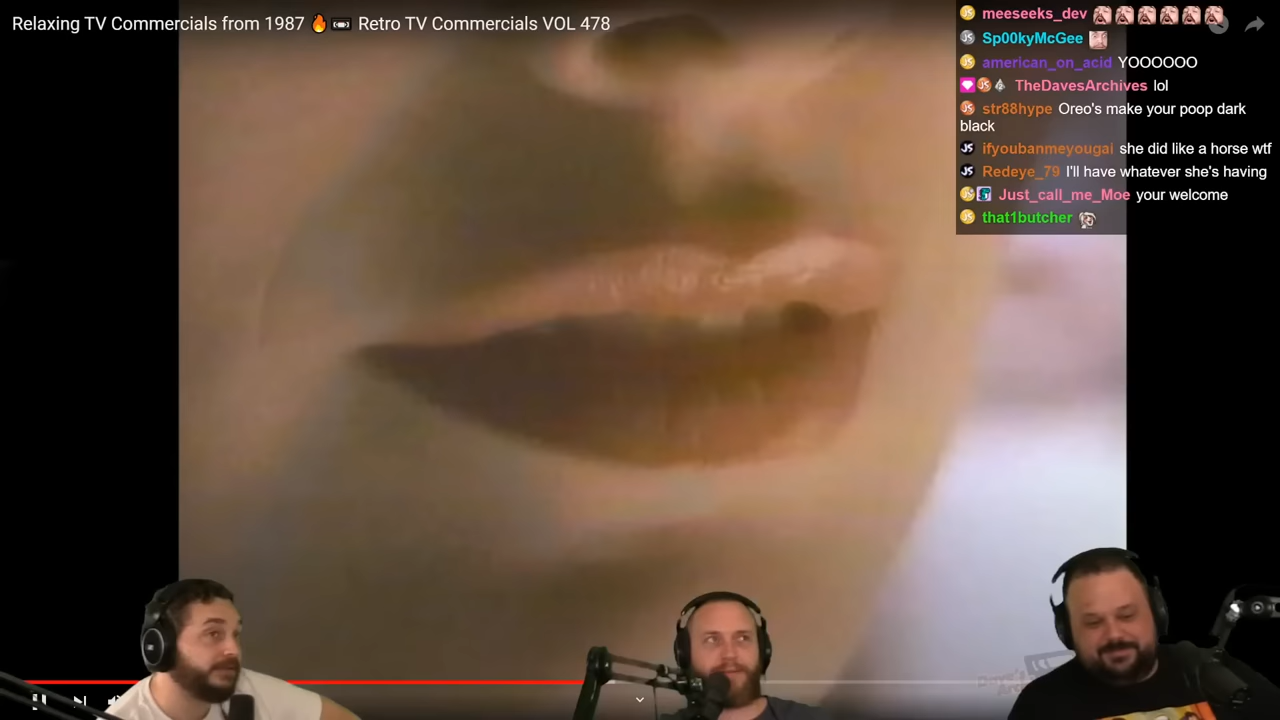 Relaxing TV Commercials from 1987 🔥📼 Retro TV Commercials VOL 478
meeseeks_dev
Sp00kyMcGee
american_on_acid YOOOOOO
TheDavesArchives lol
str88hype Oreo's make your poop dark
black
ifyoubanmeyougai she did like a horse wtf
Redeye_79 I'll have whatever she's having
Just_call_me_Moe your welcome
that1butcher